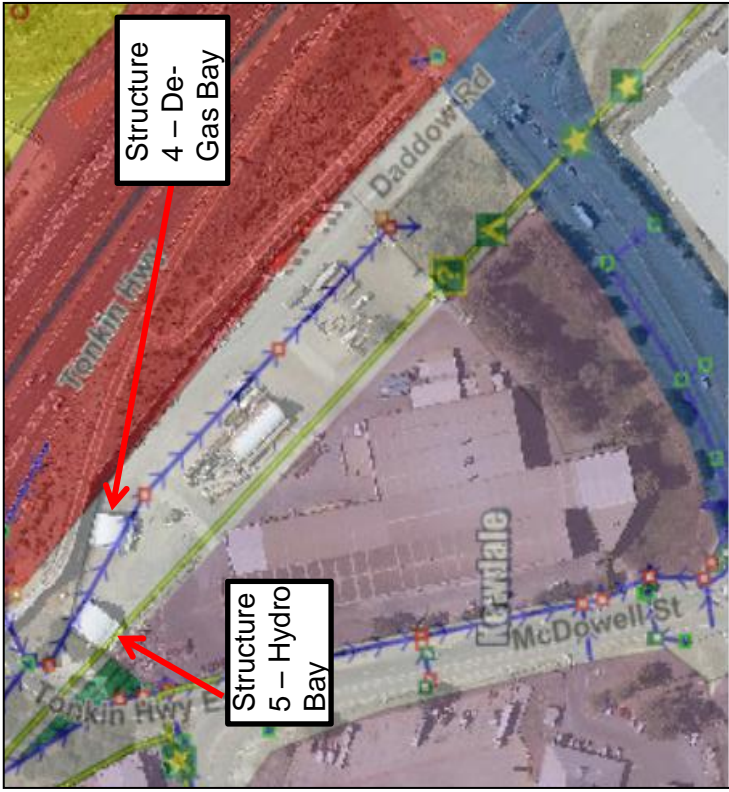 Structure
4 – De-
Gas Bay
Tonkin Hwy
Daddow Rd
?
V
Structure
5 – Hydro
Bay
Tonkin Hwy E
Kewdale
McDowell St